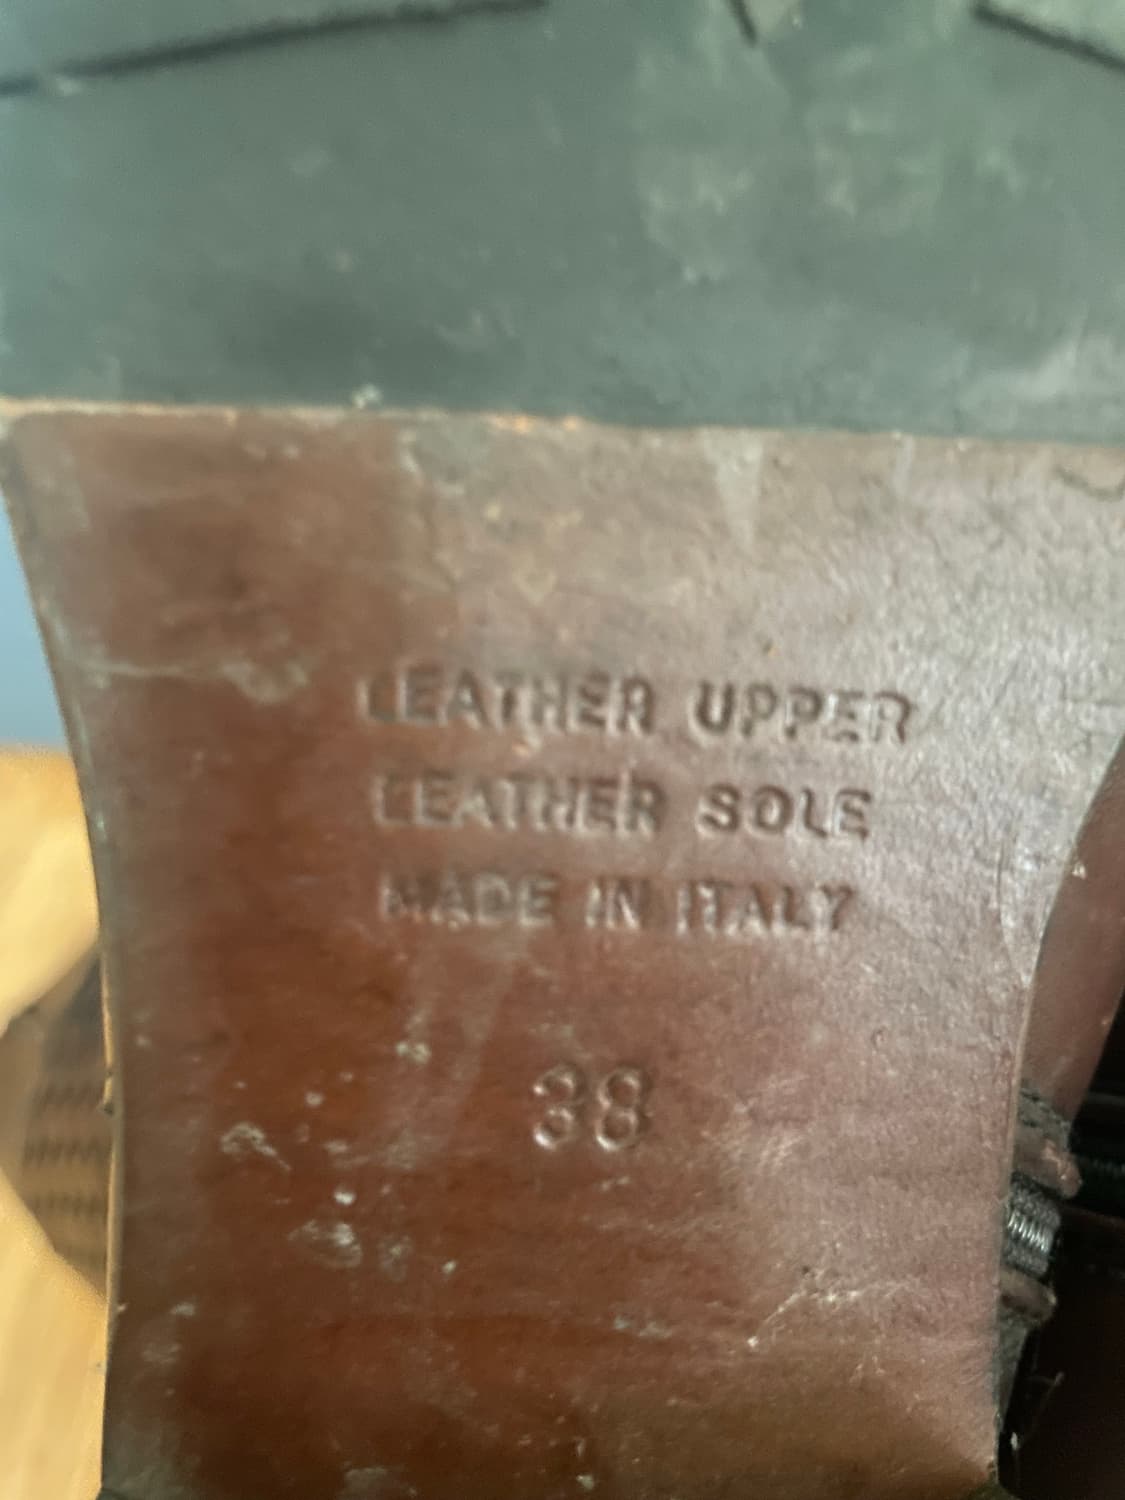 LEATHER UPPER
LEATHER SOLE
MADE IN ITALY
38